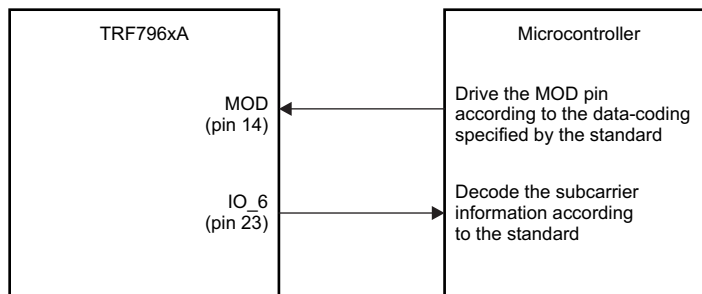 TRF796xA
Microcontroller
MOD
(pin 14)
Drive the MOD pin
according to the data-coding
specified by the standard
IO_6
(pin 23)
Decode the subcarrier
information according
to the standard